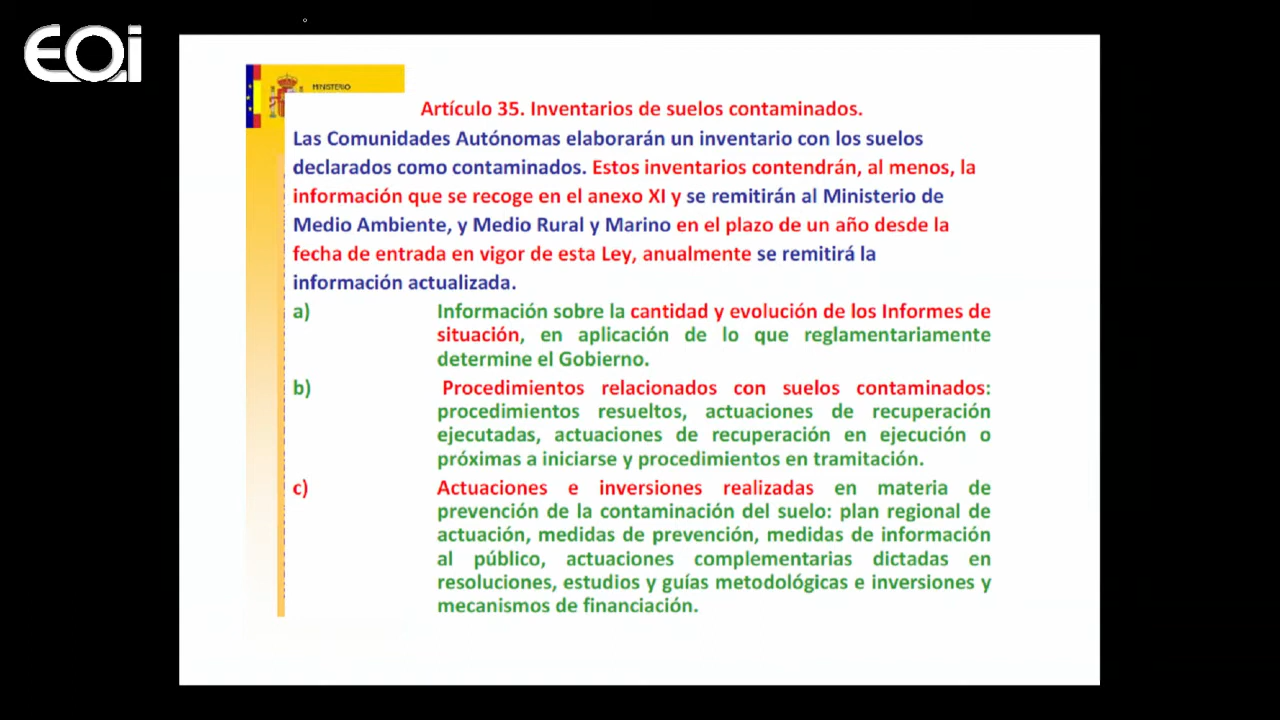 EOi
MINISTERIO
Artículo 35. Inventarios de suelos contaminados.
Las Comunidades Autónomas elaborarán un inventario con los suelos
declarados como contaminados. Estos inventarios contendrán, al menos, la
información que se recoge en el anexo XI y se remitirán al Ministerio de
Medio Ambiente, y Medio Rural y Marino en el plazo de un año desde la
fecha de entrada en vigor de esta Ley, anualmente se remitirá la
información actualizada.
a) Información sobre la cantidad y evolución de los Informes de
situación, en aplicación de lo que reglamentariamente
determine el Gobierno.
b) Procedimientos relacionados con suelos contaminados:
procedimientos resueltos, actuaciones de recuperación
ejecutadas, actuaciones de recuperación en ejecución o
próximas a iniciarse y procedimientos en tramitación.
c) Actuaciones e inversiones realizadas en materia de
prevención de la contaminación del suelo: plan regional de
actuación, medidas de prevención, medidas de información
al público, actuaciones complementarias dictadas en
resoluciones, estudios y guías metodológicas e inversiones y
mecanismos de financiación.